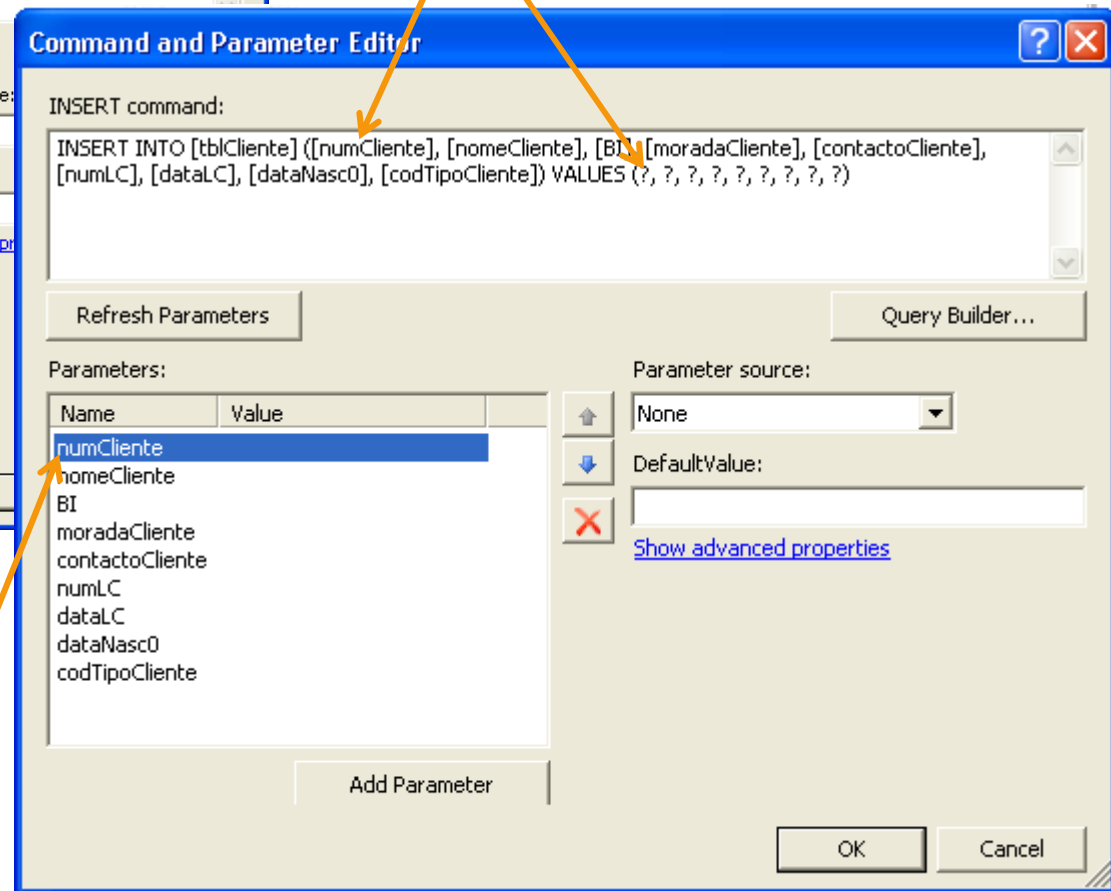 Command and Parameter Editor
e:
INSERT command:
INSERT INTO [tblCliente] ([numCliente], [nomeCliente], [BI], [moradaCliente], [contactoCliente],
[numLC], [dataLC], [dataNasc0], [codTipoCliente]) VALUES (?, ?, ?, ?, ?, ?, ?, ?, ?)
pr
Refresh Parameters
Query Builder...
Parameters:
Parameter source:
Name Value
None
numCliente
nomeCliente
DefaultValue:
BI
moradaCliente
contactoCliente
Show advanced properties
numLC
dataLC
dataNasc0
codTipoCliente
Add Parameter
OK
Cancel